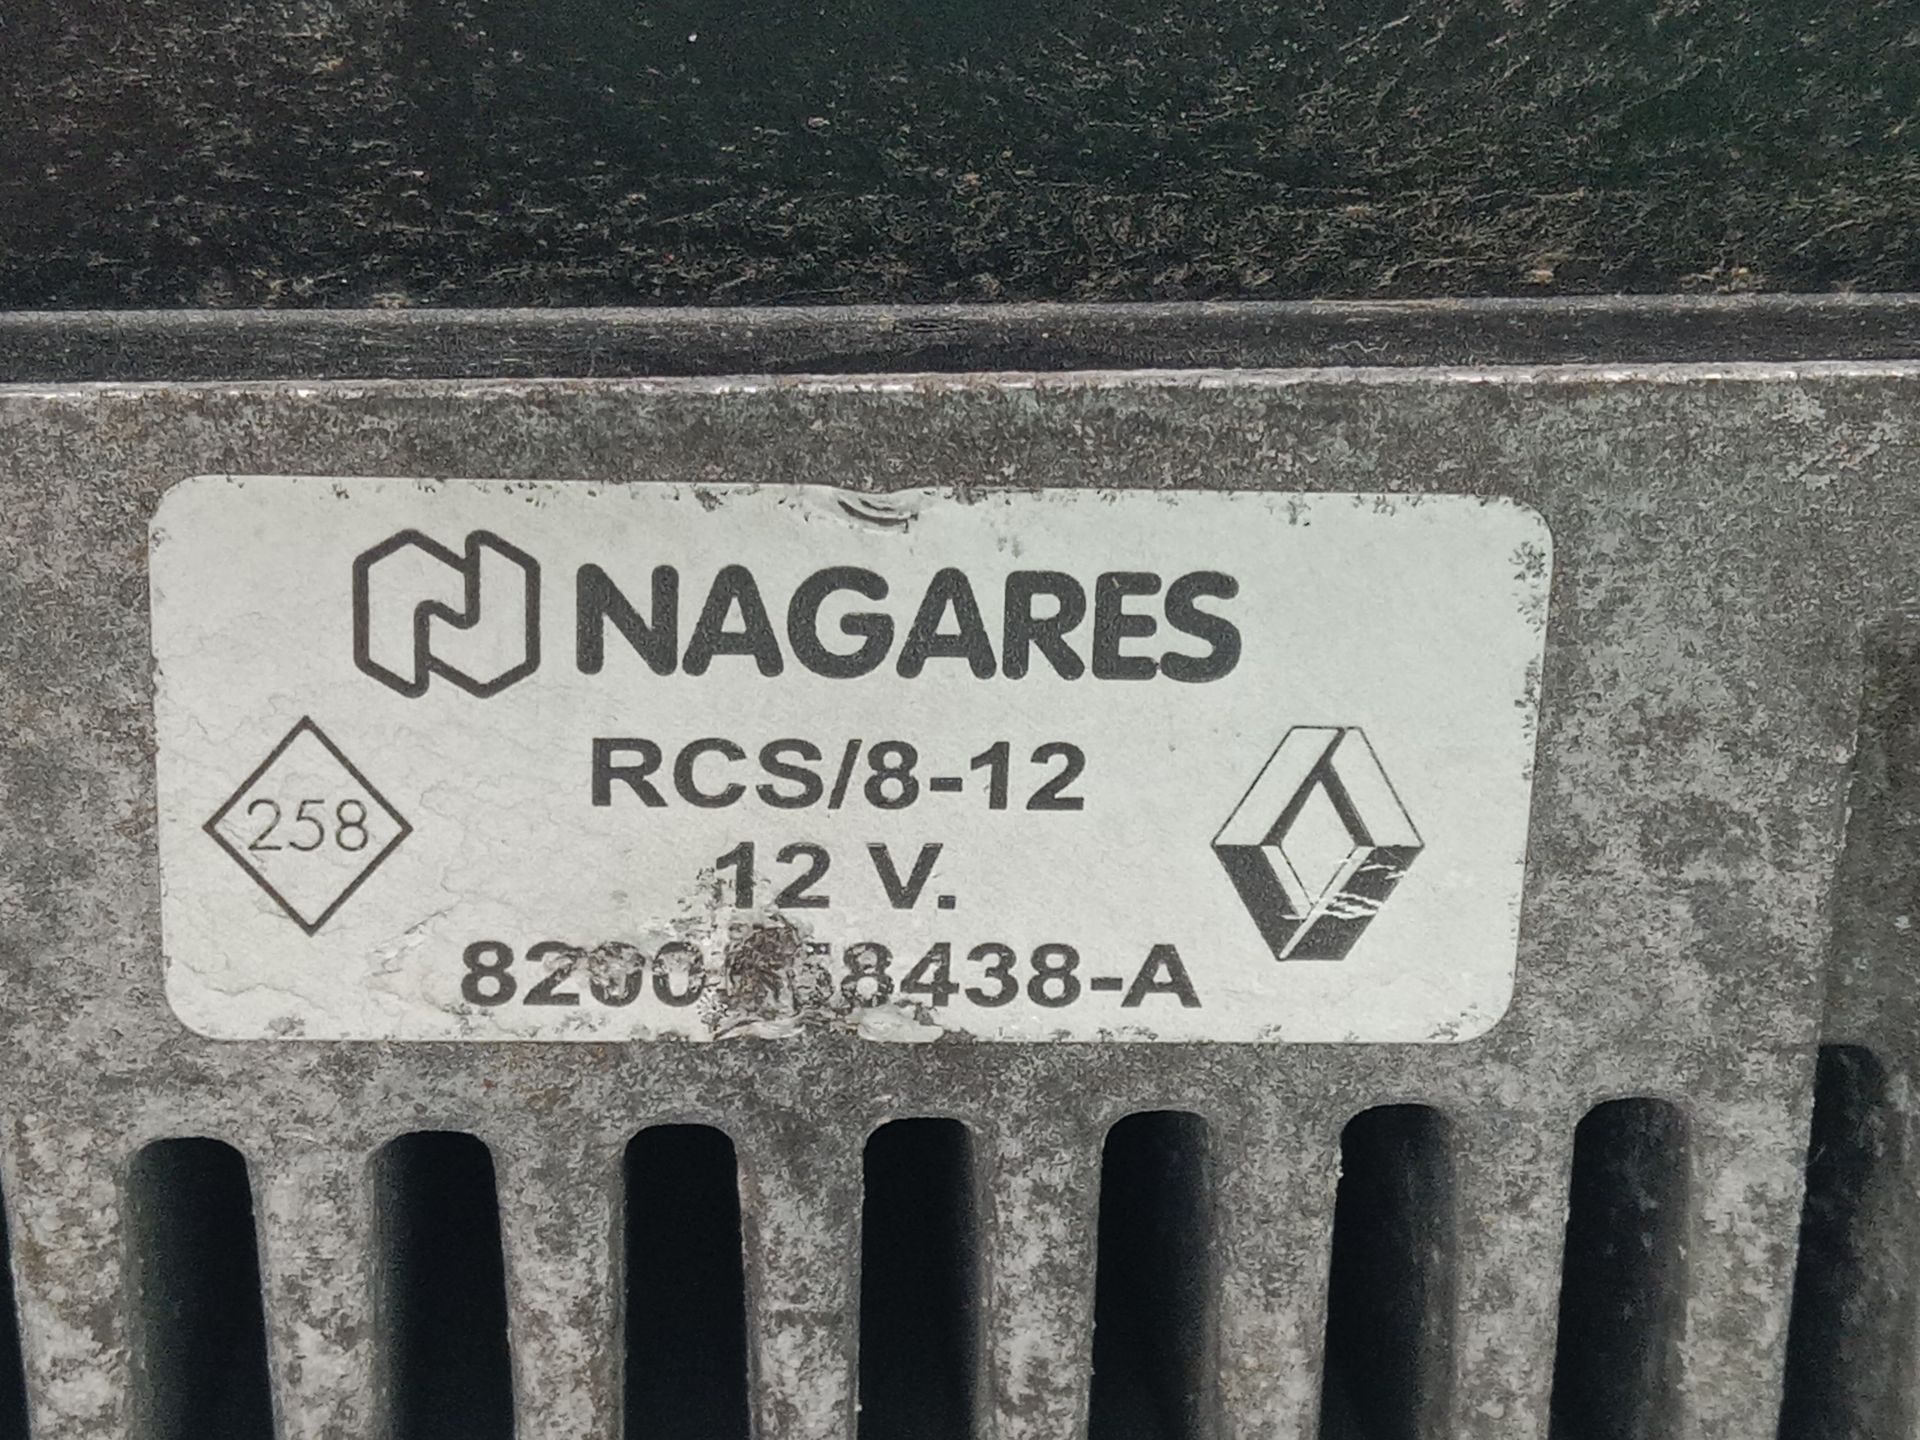 NAGARES
RCS/8-12
258
12 V.